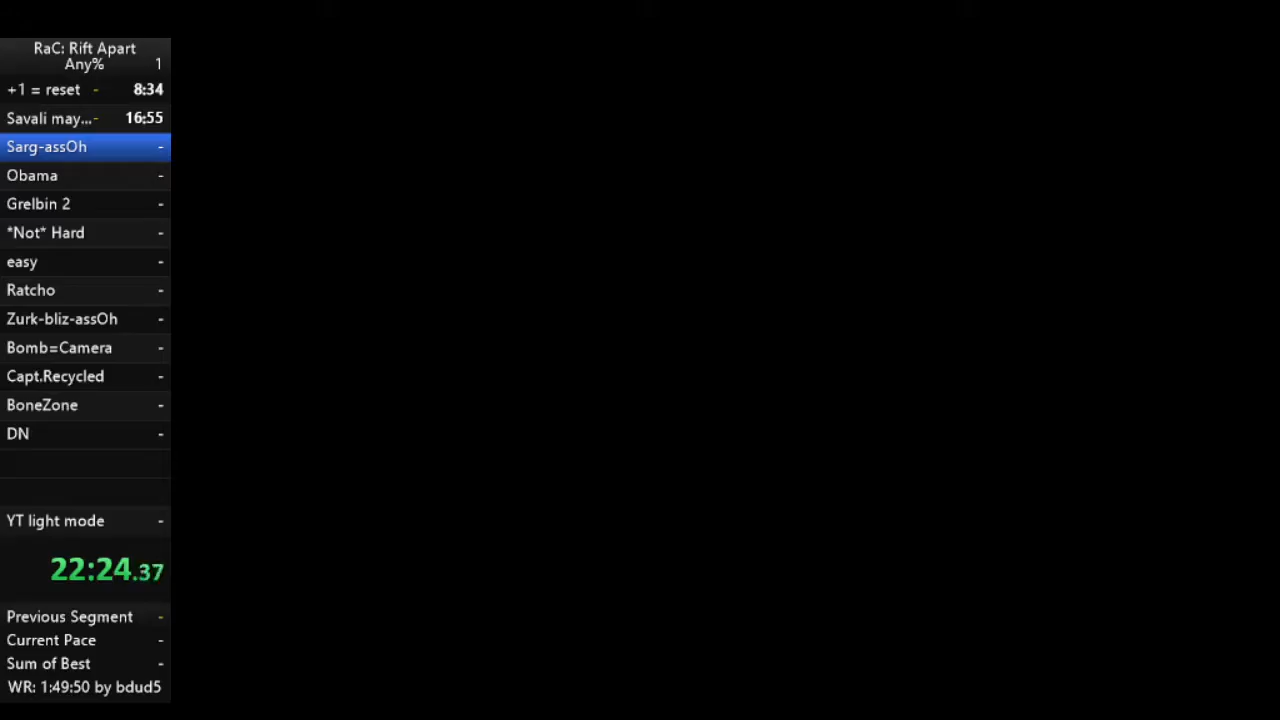 RaC: Rift Apart
Any% 1
+1 = reset - 8:34
Savali may...- 16:55
Sarg-assOh -
Obama -
Grelbin 2 -
*Not* Hard -
easy -
Ratcho -
Zurk-bliz-assOh -
Bomb=Camera -
Capt.Recycled -
BoneZone -
DN -
YT light mode -
22:24.37
Previous Segment -
Current Pace -
Sum of Best -
WR: 1:49:50 by bdud5